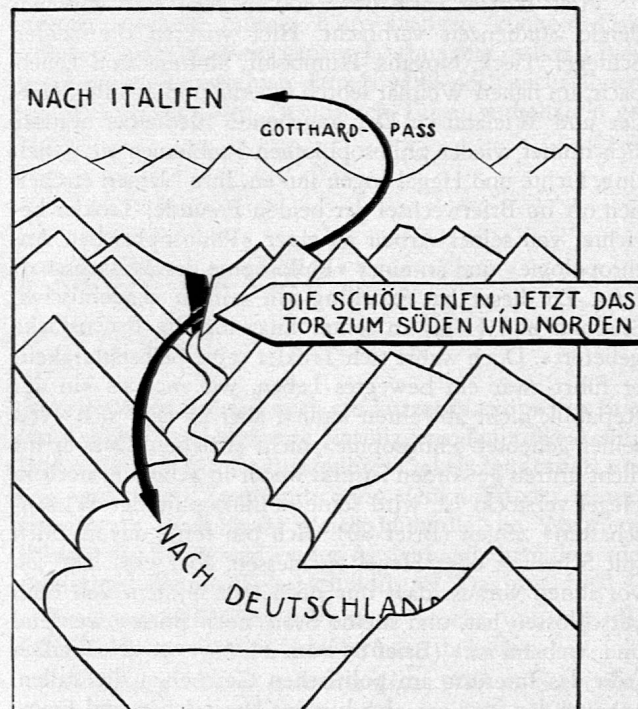 NACH ITALIEN
GOTTHARD-PASS
DIE SCHÖLLENEN, JETZT DAS
TOR ZUM SÜDEN UND NORDEN
NACH DEUTSCHLAND